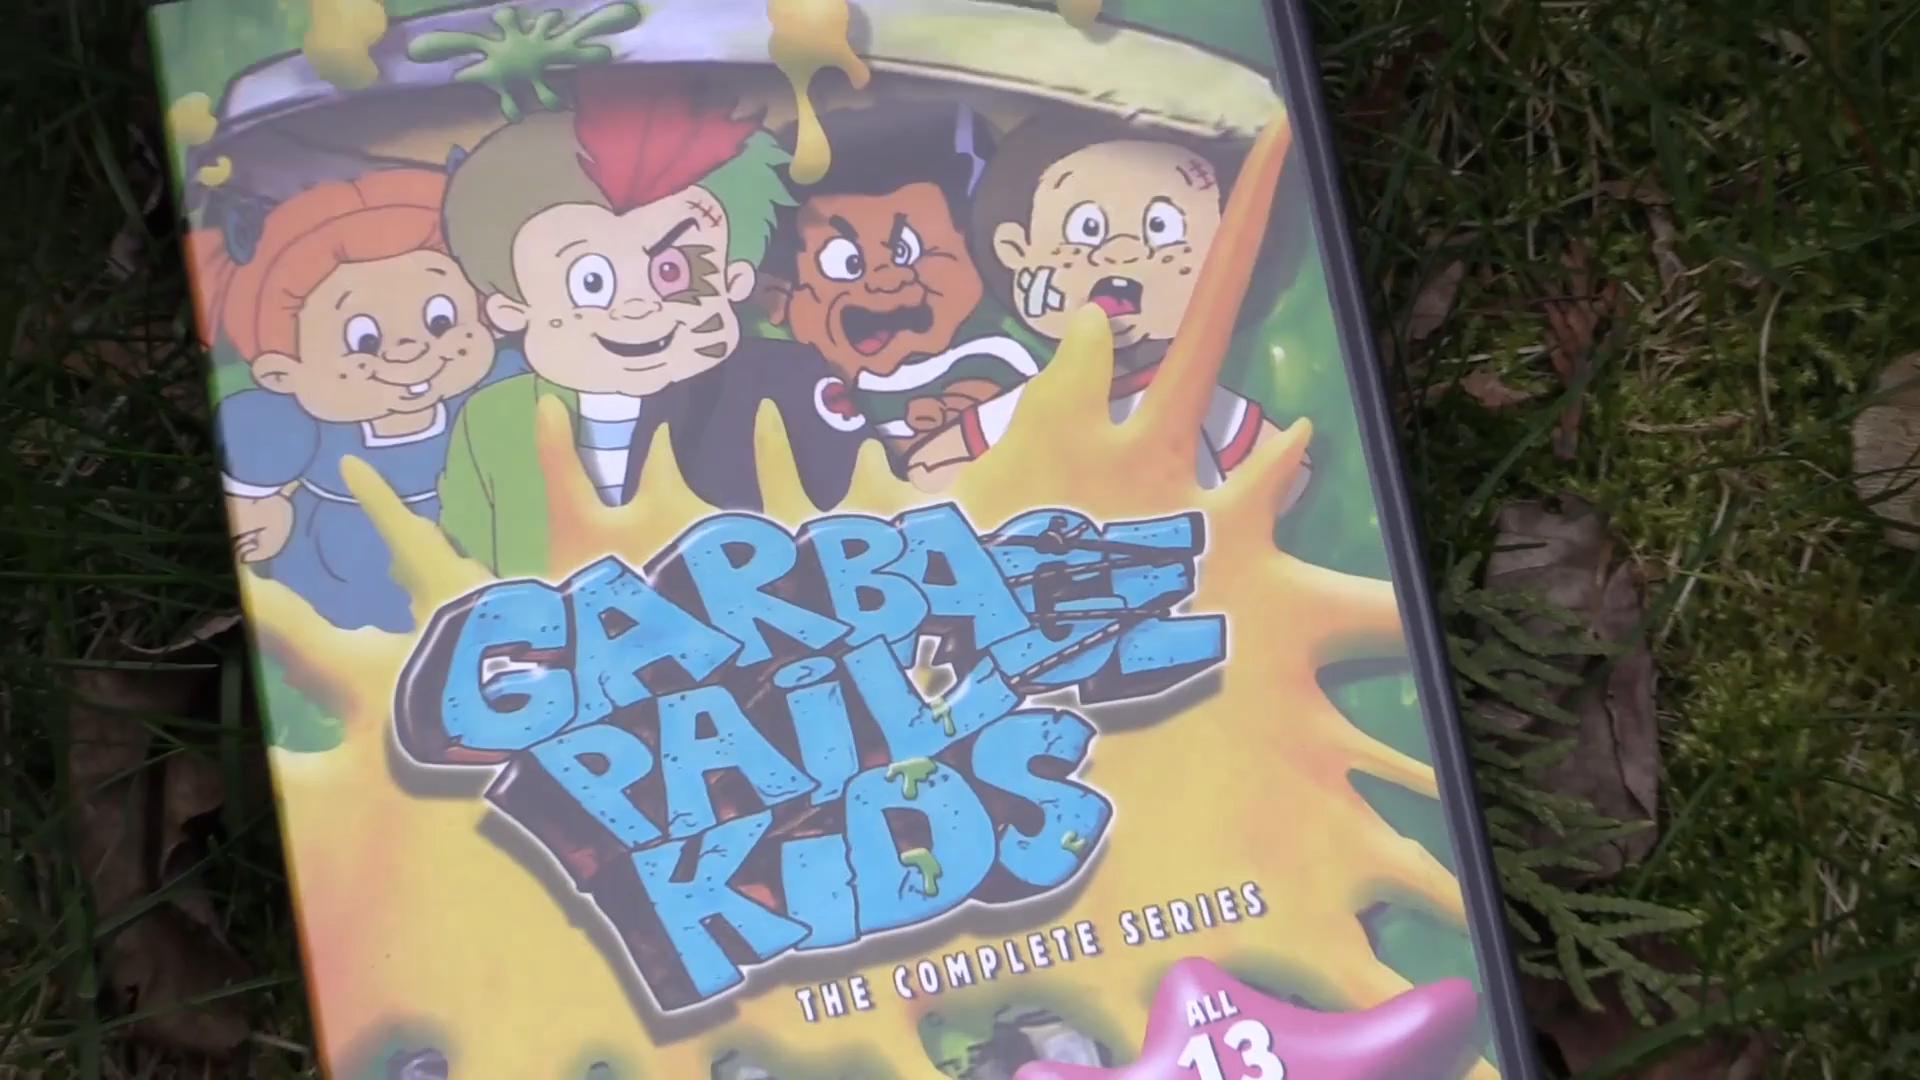 GARBAGE
PAIL
KIDS
THE COMPLETE SERIES
ALL
13